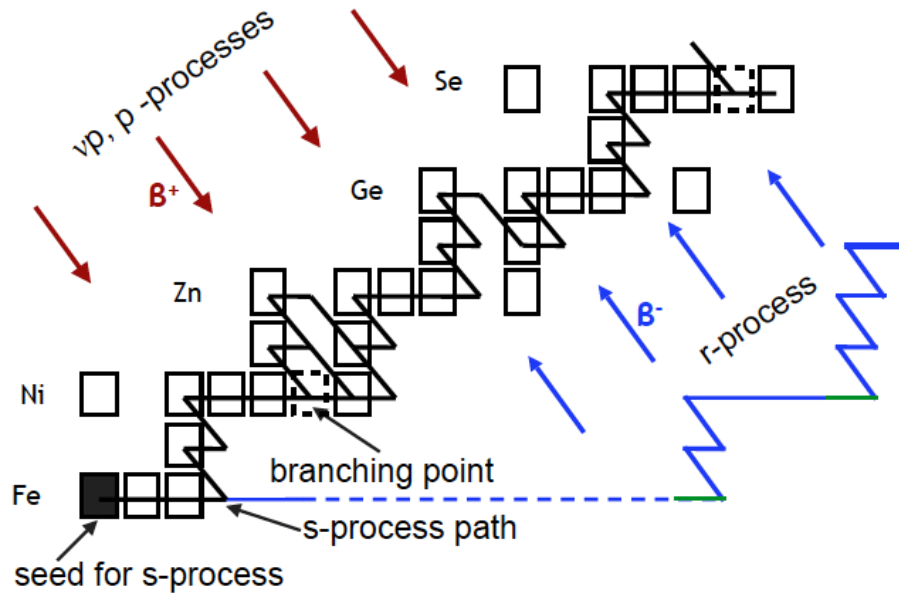 νp, p -processes
Se
β+
Ge
Zn
β-
r-process
Ni
branching point
Fe
s-process path
seed for s-process